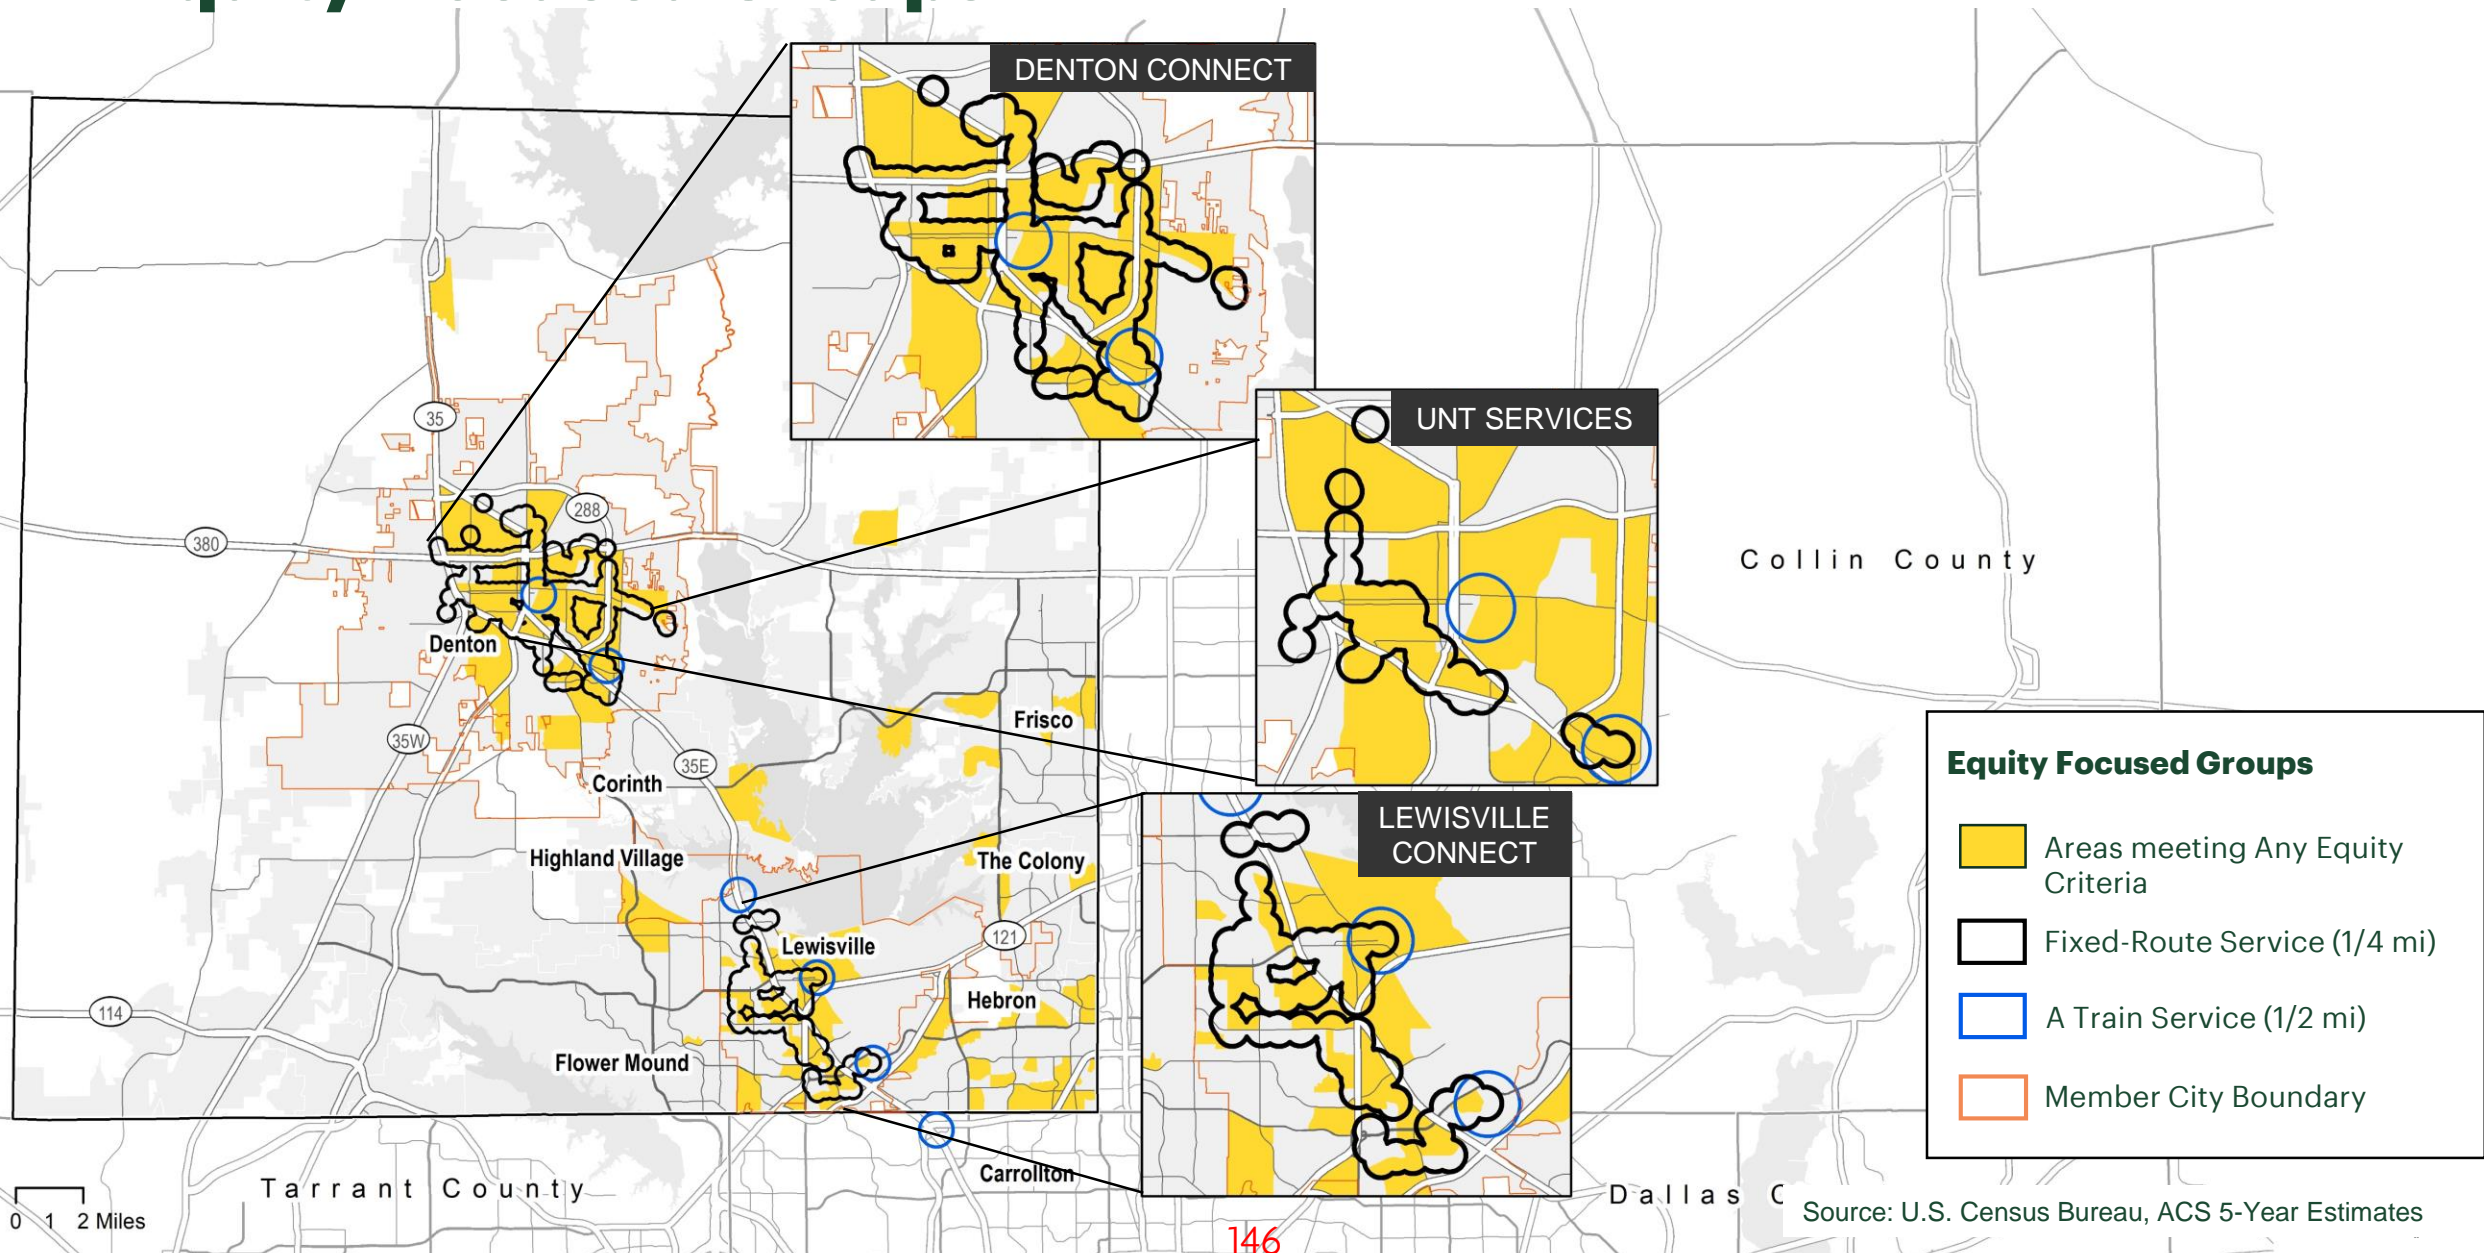 DENTON CONNECT
UNT SERVICES
35
288
380
Collin County
Denton
Frisco
35W
35E
Corinth
Equity Focused Groups
LEWISVILLE
CONNECT
Areas meeting Any Equity
Criteria
Highland Village
The Colony
Lewisville
121
Fixed-Route Service (1/4 mi)
Hebron
114
A Train Service (1/2 mi)
Flower Mound
Member City Boundary
Carrollton
Tarrant County
Dallas C
0 1 2 Miles
Source: U.S. Census Bureau, ACS 5-Year Estimates
146